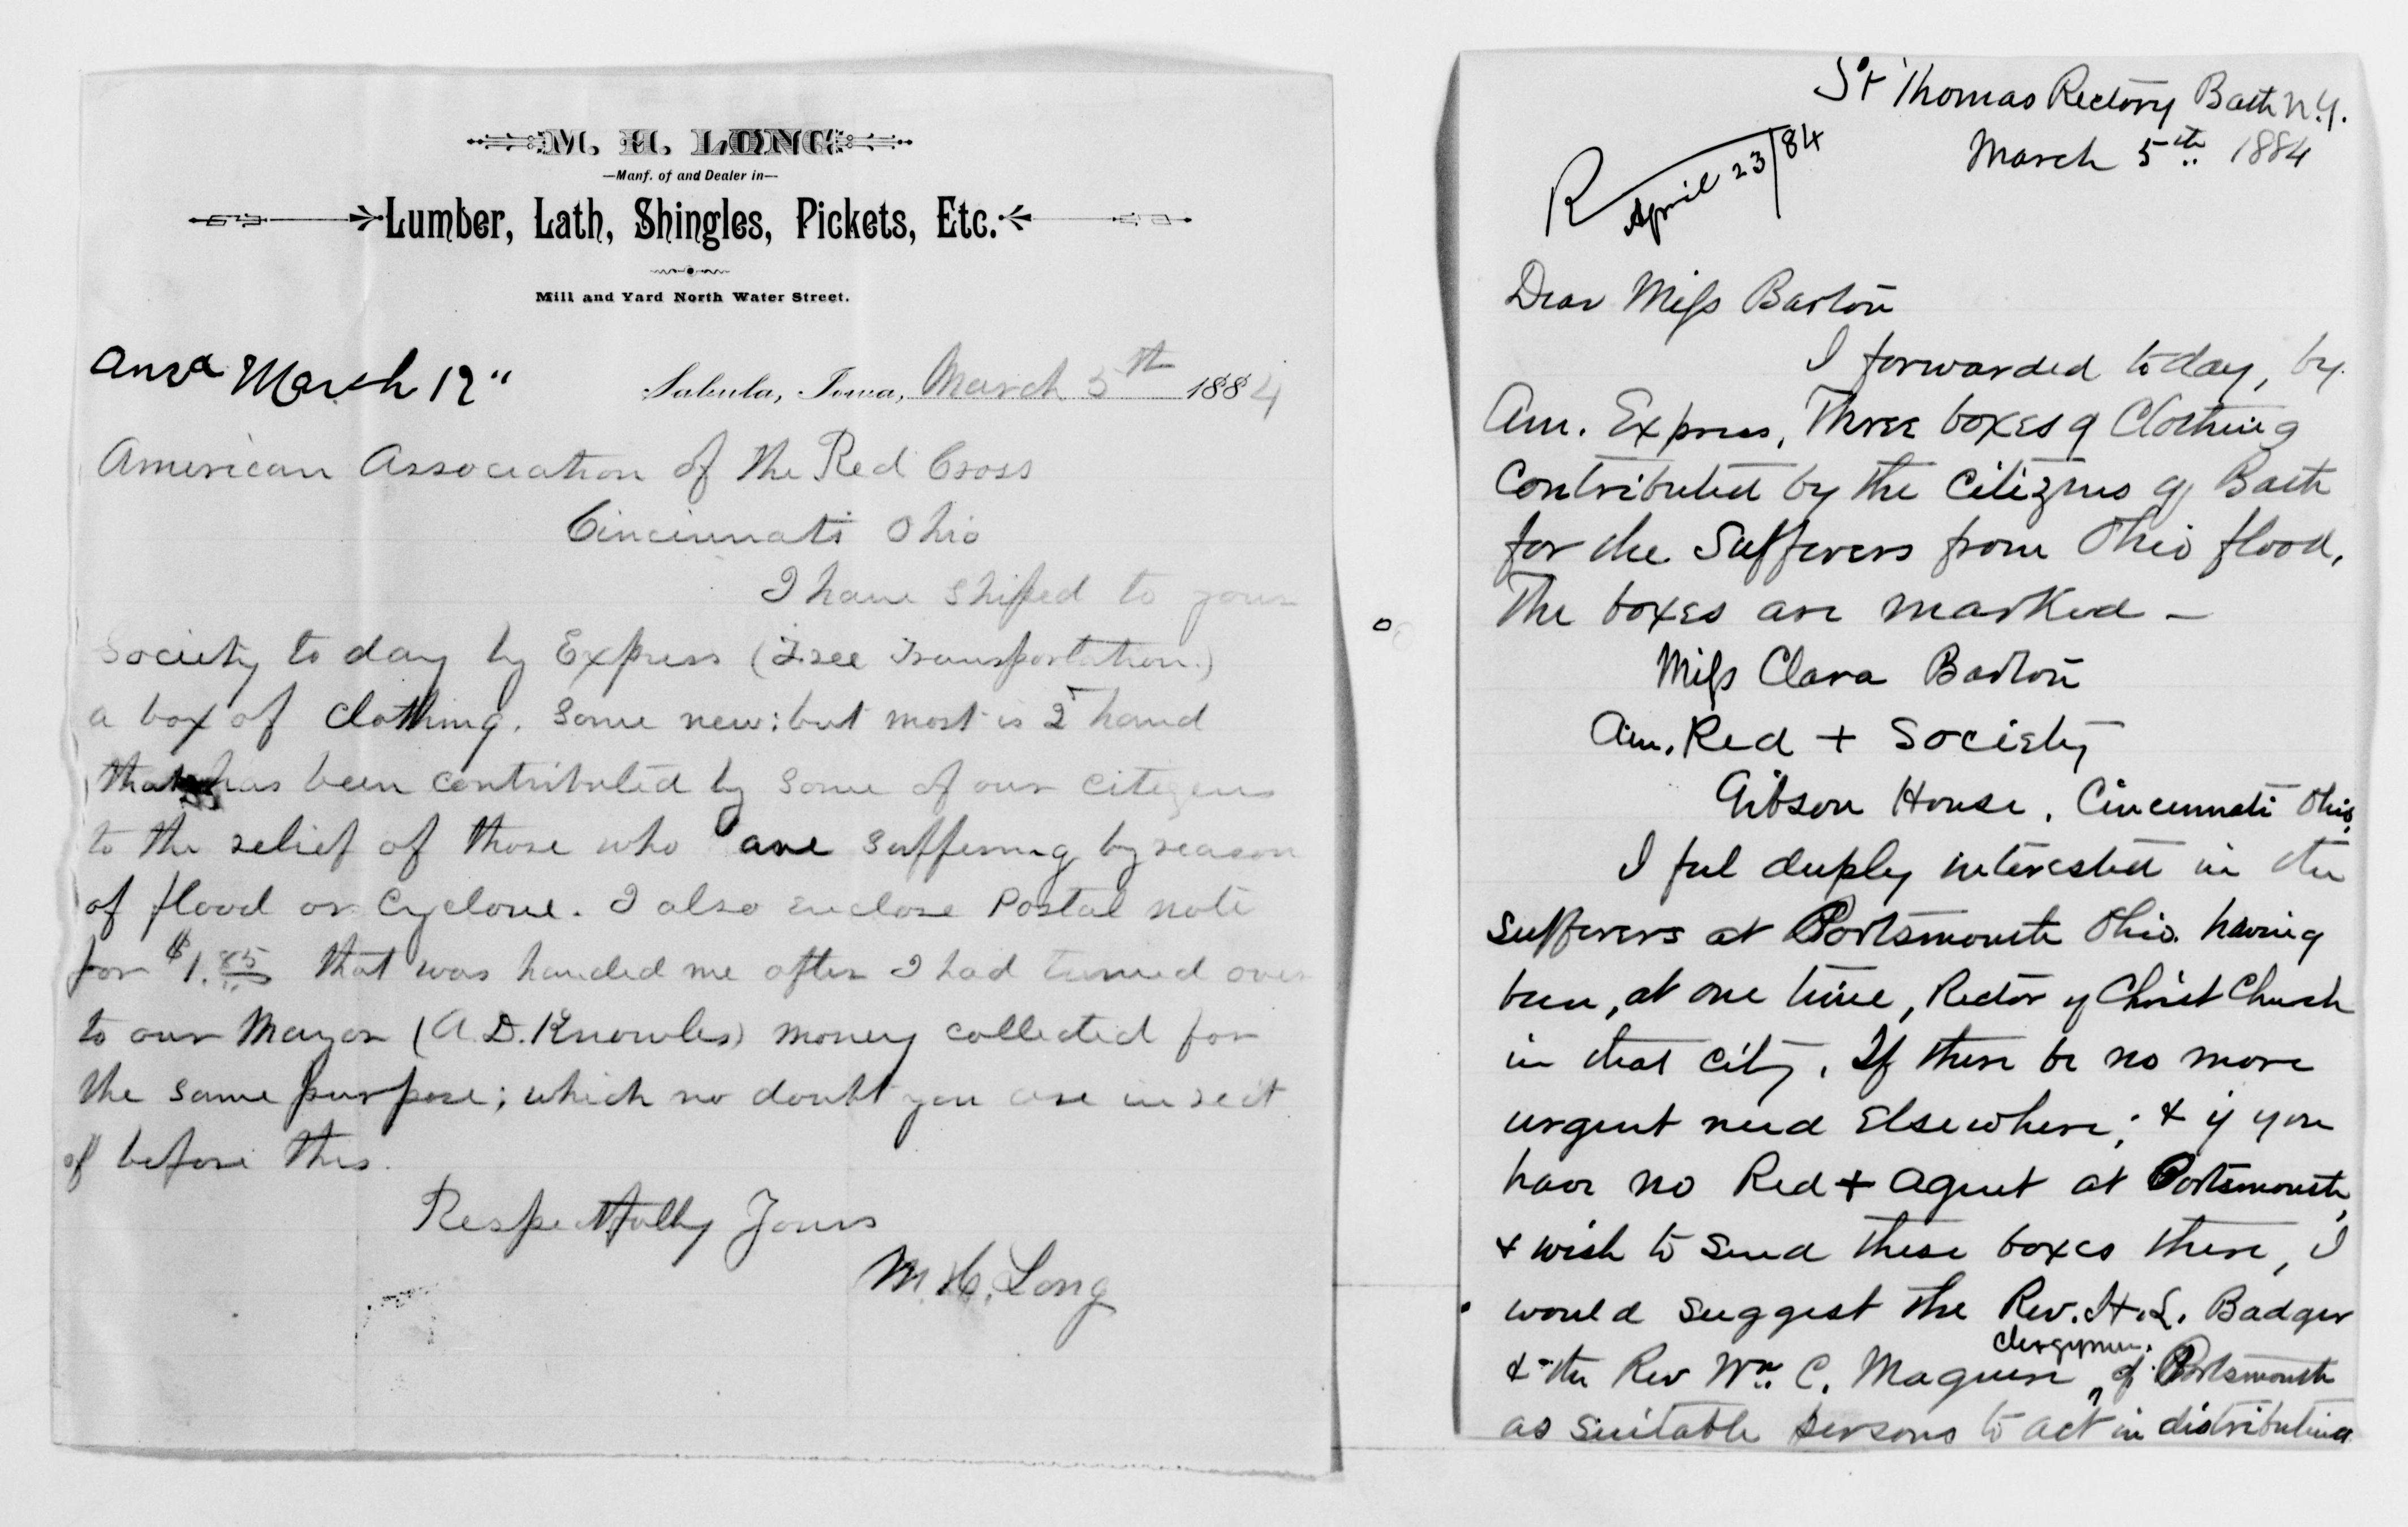 M. H. LONG
—Manf. of and Dealer in—
Lumber, Lath, Shingles, Pickets, Etc.
Mill and Yard North Water Street.
Ansd March 12"
Sabula, Iowa, March 5th 1884
American Association of the Red Cross
Cincinnati Ohio
I have shipped to your
Society to day by Express (Free Transportation.)
a box of clothing. Some new; but most is 2d hand
that has been contributed by some of our citizens
to the relief of those who are suffering by reason
of flood or Cyclone. I also enclose Postal note
for $1.85 that was handed me after I had turned over
to our Mayor (A.D. Knowles) money collected for
the same purpose; which no doubt you are in rect
of before this.
Respectfully Yours
M. H. Long
St Thomas Rectory Bath N.Y.
March 5th 1884
R April 23/84
Dear Miss Barton
I forwarded today, by
Am. Express, Three boxes of Clothing
Contributed by the Citizens of Bath
for the Sufferers from Ohio flood.
The boxes are marked —
Miss Clara Barton
Am. Red + Society
Gibson House, Cincinnati Ohio
I feel deeply interested in the
sufferers at Portsmouth Ohio. having
been, at one time, Rector of Christ Church
in that city. If there be no more
urgent need Elsewhere; & if you
have no Red + agent at Portsmouth,
& wish to send these boxes there, I
would suggest the Rev. H. L. Badger
clergymen.
& the Rev Wm. C. Maguire of Portsmouth
as suitable persons to act in distributing